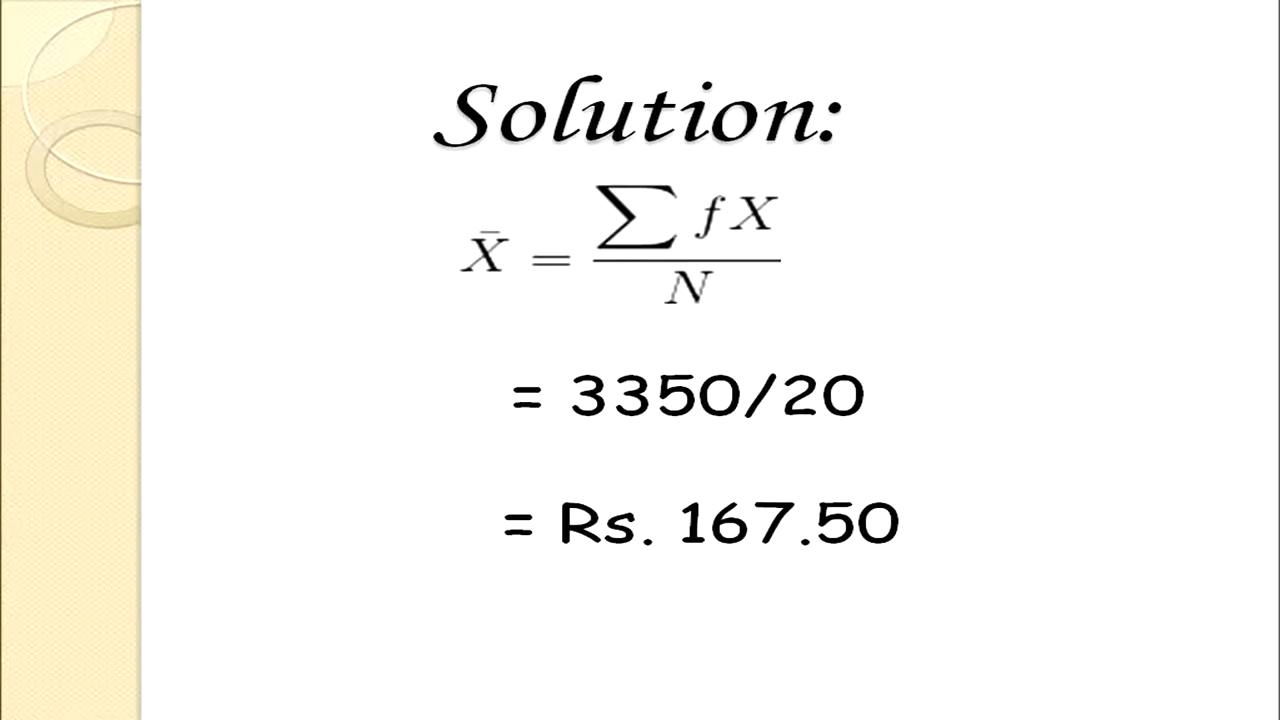 Solution:
X̄ = ∑ fX / N
= 3350/20
= Rs. 167.50